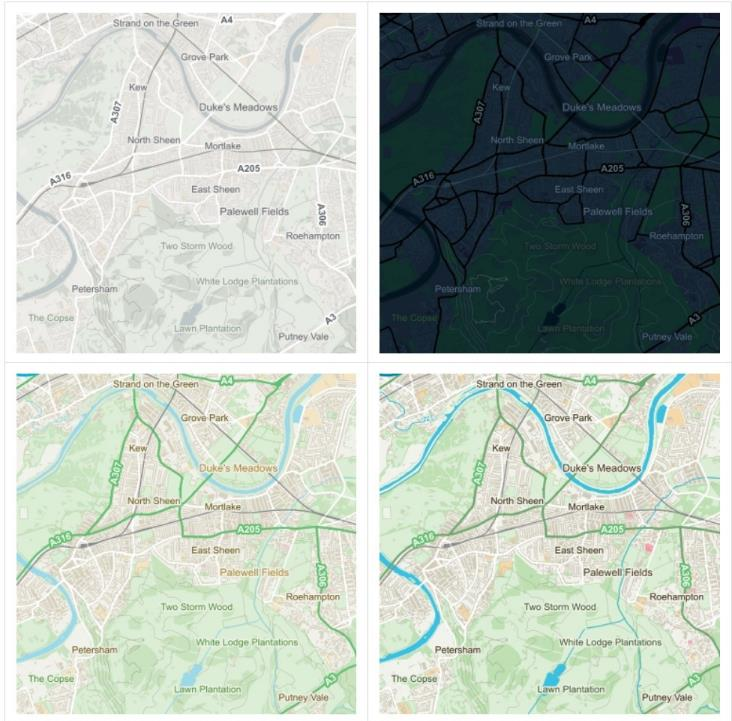 Strand on the Green
A4
Grove Park
Kew
A307
Duke's Meadows
North Sheen
Mortlake
A316
A205
East Sheen
Palewell Fields
A306
Roehampton
Two Storm Wood
White Lodge Plantations
Petersham
The Copse
A3
Lawn Plantation
Putney Vale
Strand on the Green
A4
Grove Park
Kew
A307
Duke's Meadows
North Sheen
Mortlake
A316
A205
East Sheen
Palewell Fields
A306
Roehampton
Two Storm Wood
White Lodge Plantations
Petersham
The Copse
A3
Lawn Plantation
Putney Vale
Strand on the Green
A4
Grove Park
Kew
A307
Duke's Meadows
North Sheen
Mortlake
A316
A205
East Sheen
Palewell Fields
A306
Roehampton
Two Storm Wood
White Lodge Plantations
Petersham
The Copse
A3
Lawn Plantation
Putney Vale
Strand on the Green
A4
Grove Park
Kew
A307
Duke's Meadows
North Sheen
Mortlake
A316
A205
East Sheen
Palewell Fields
A306
Roehampton
Two Storm Wood
White Lodge Plantations
Petersham
The Copse
A3
Lawn Plantation
Putney Vale